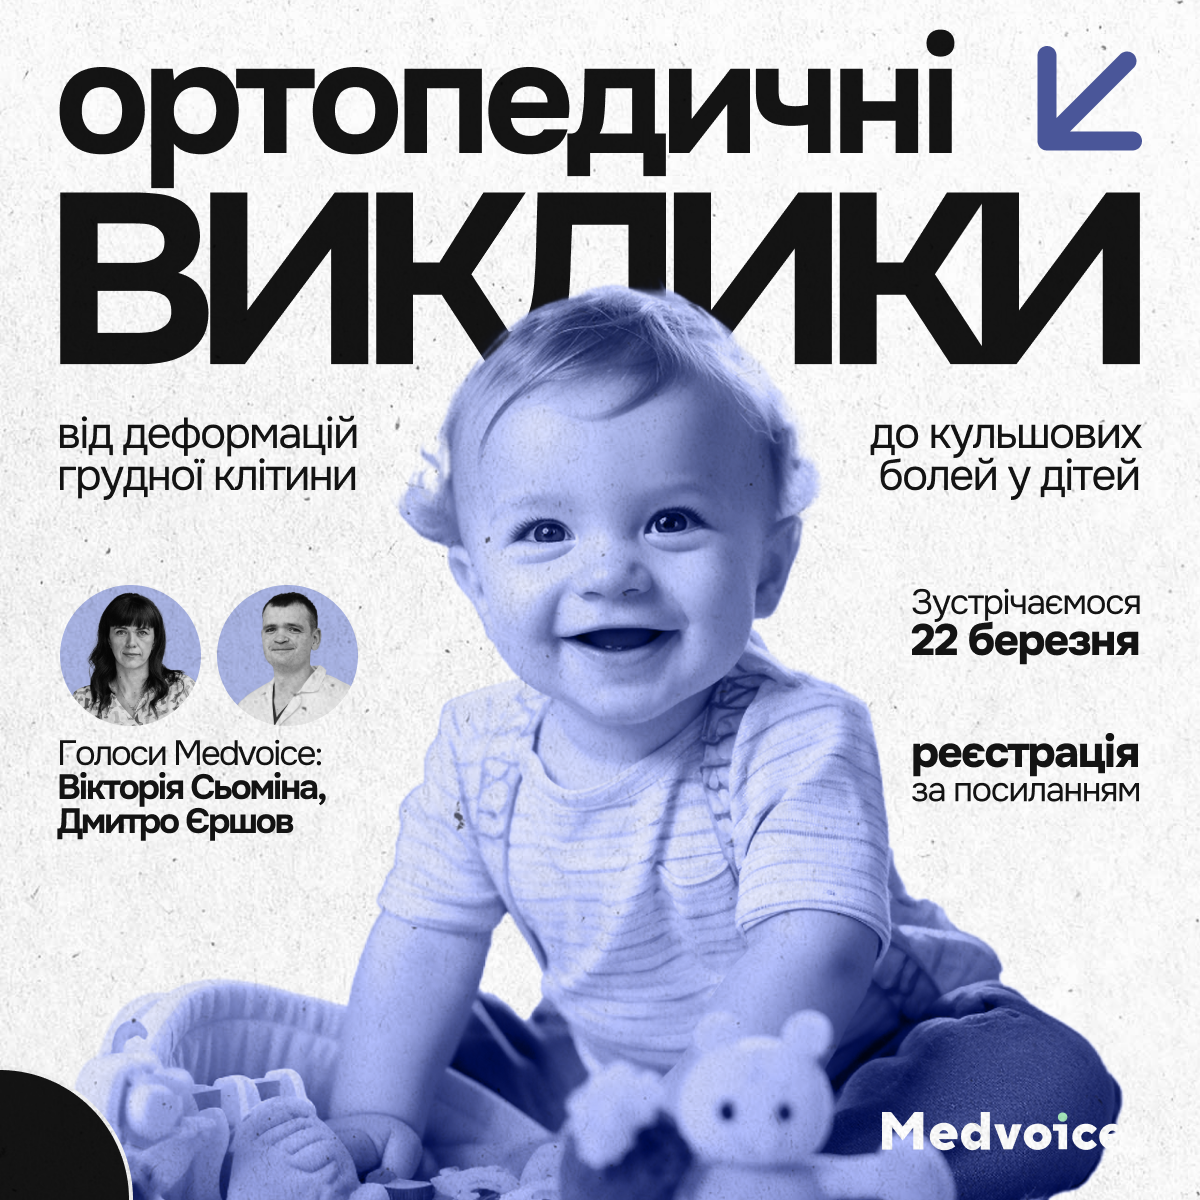 ортопедичні
ВИКЛИКИ
від деформацій
грудної клітини
до кульшових
болей у дітей
Голоси Medvoice:
Вікторія Сьоміна,
Дмитро Єршов
Зустрічаємося
22 березня
реєстрація
за посиланням
Medvoice